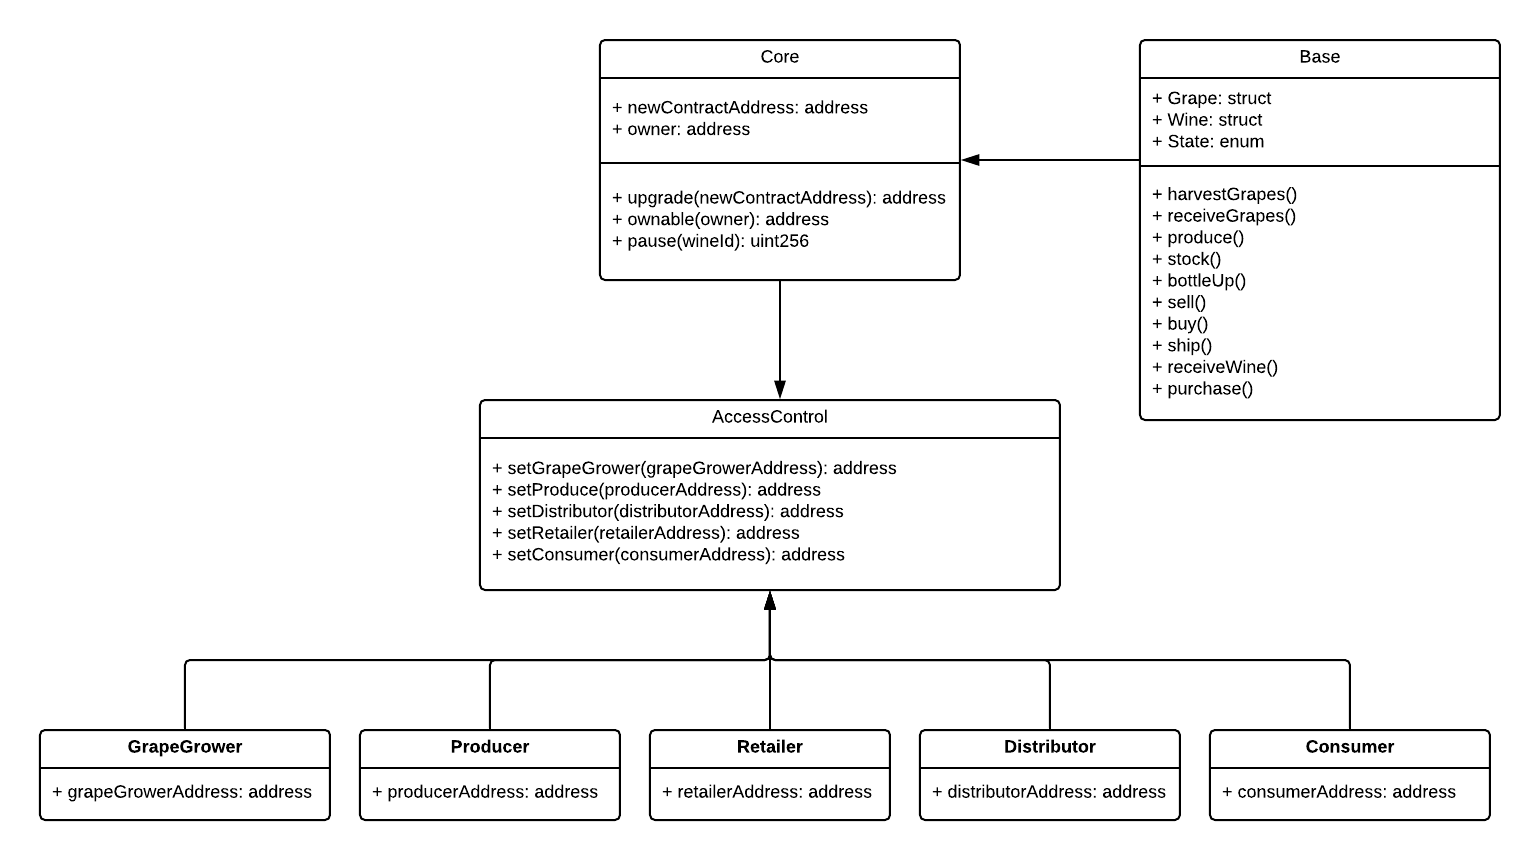 Core
+ newContractAddress: address
+ owner: address
+ upgrade(newContractAddress): address
+ ownable(owner): address
+ pause(wineId): uint256
Base
+ Grape: struct
+ Wine: struct
+ State: enum
+ harvestGrapes()
+ receiveGrapes()
+ produce()
+ stock()
+ bottleUp()
+ sell()
+ buy()
+ ship()
+ receiveWine()
+ purchase()
AccessControl
+ setGrapeGrower(grapeGrowerAddress): address
+ setProduce(producerAddress): address
+ setDistributor(distributorAddress): address
+ setRetailer(retailerAddress): address
+ setConsumer(consumerAddress): address
GrapeGrower
+ grapeGrowerAddress: address
Producer
+ producerAddress: address
Retailer
+ retailerAddress: address
Distributor
+ distributorAddress: address
Consumer
+ consumerAddress: address